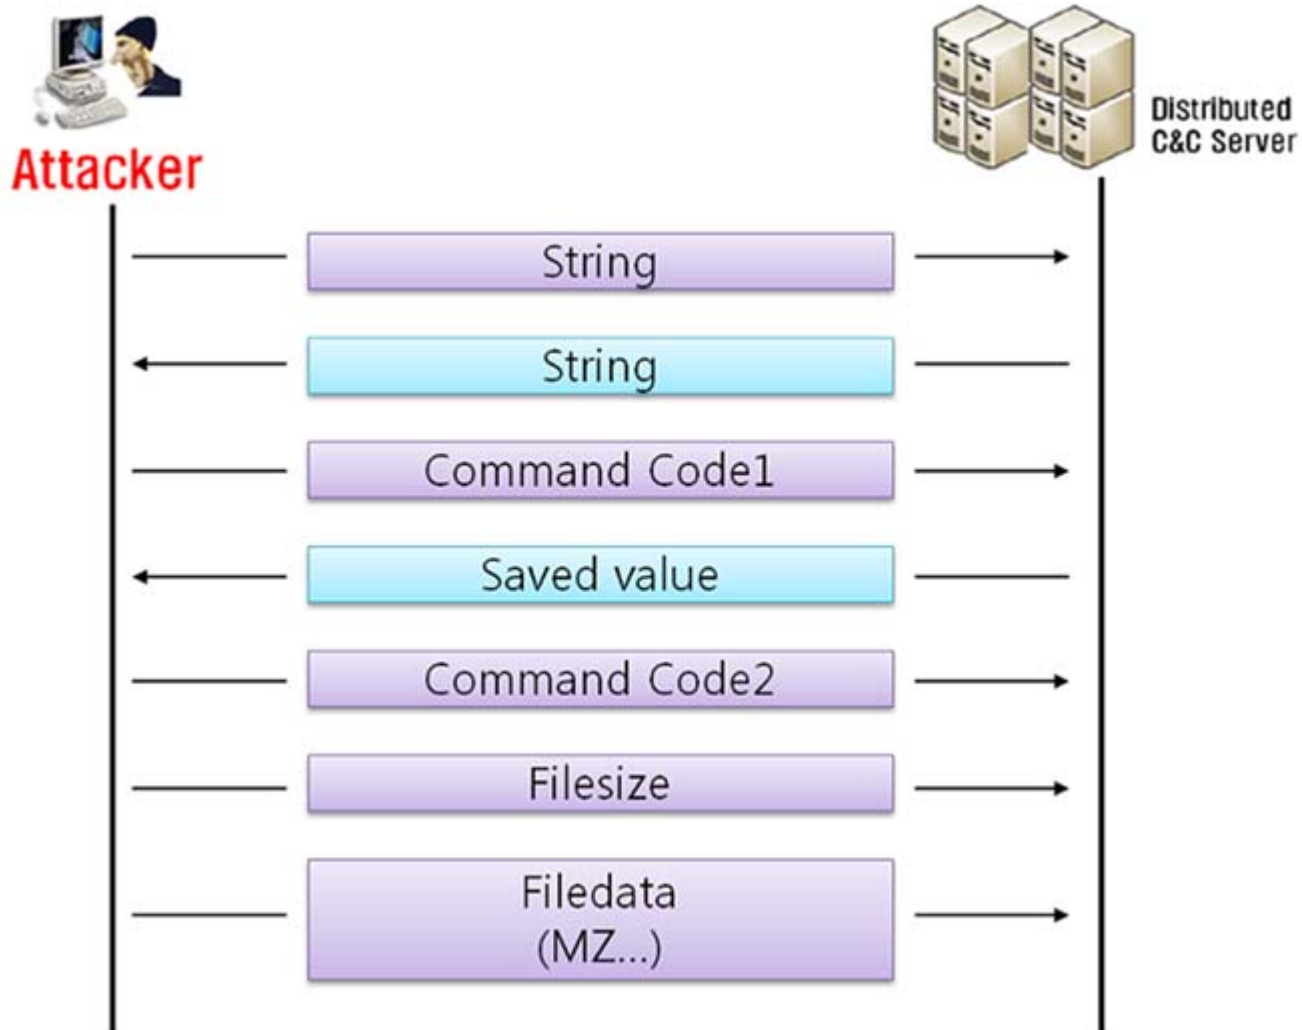 Attacker
Distributed
C&C Server
String
String
Command Code1
Saved value
Command Code2
Filesize
Filedata
(MZ...)